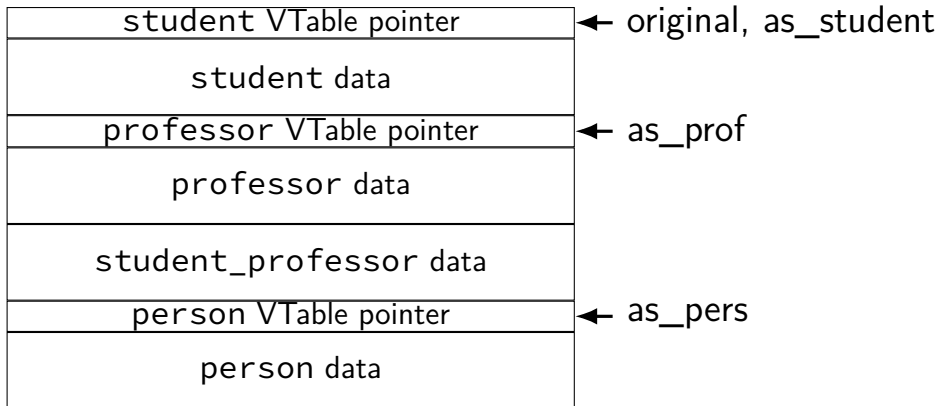 student VTable pointer original, as_student
student data
professor VTable pointer as_prof
professor data
student_professor data
person VTable pointer as_pers
person data